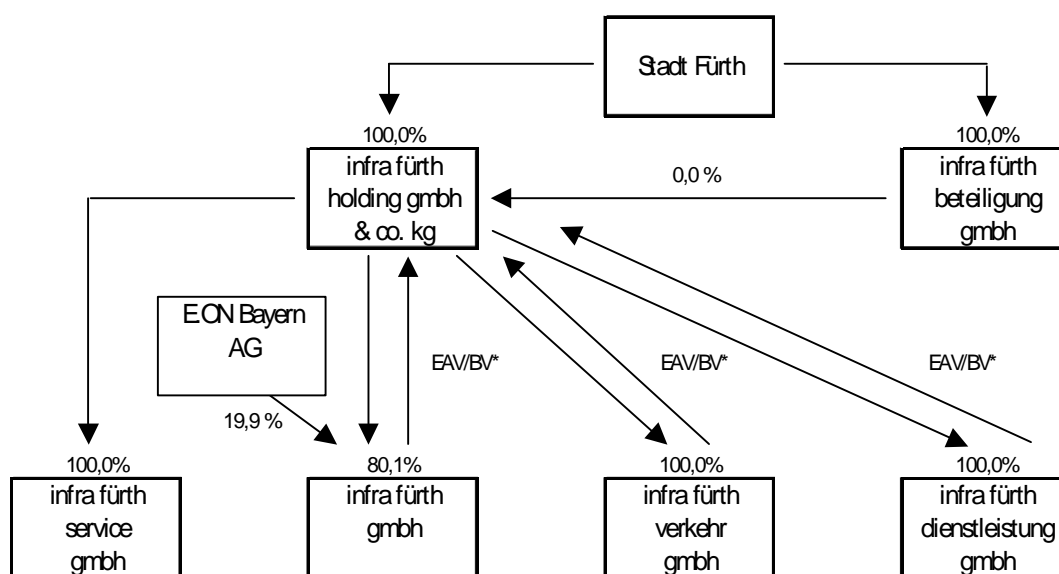 Stadt Fürth
100,0%
infra fürth
holding gmbh
& co. kg
0,0 %
100,0%
infra fürth
beteiligung
gmbh
E.ON Bayern
AG
EAV/BV*
EAV/BV*
EAV/BV*
19,9 %
100,0%
infra fürth
service
gmbh
80,1%
infra fürth
gmbh
100,0%
infra fürth
verkehr
gmbh
100,0%
infra fürth
dienstleistung
gmbh